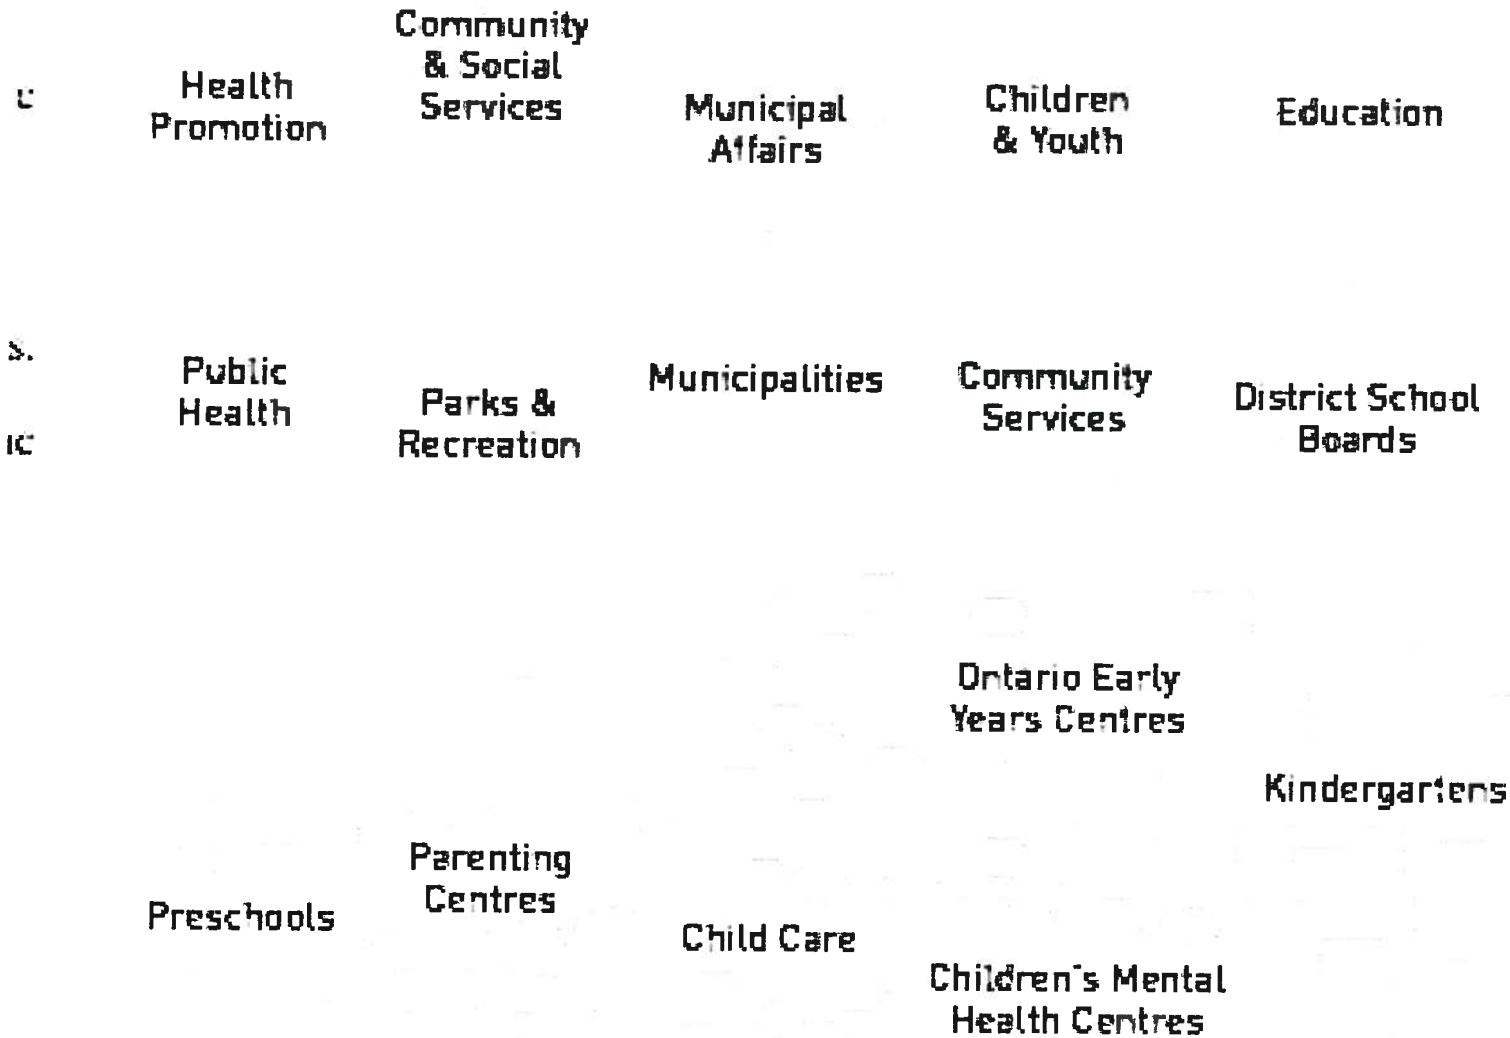 Community
& Social
Services
Health
Promotion
Municipal
Affairs
Children
& Youth
Education
Public
Health
Parks &
Recreation
Municipalities
Community
Services
District School
Boards
Ontario Early
Years Centres
Kindergartens
Parenting
Centres
Preschools
Child Care
Children's Mental
Health Centres